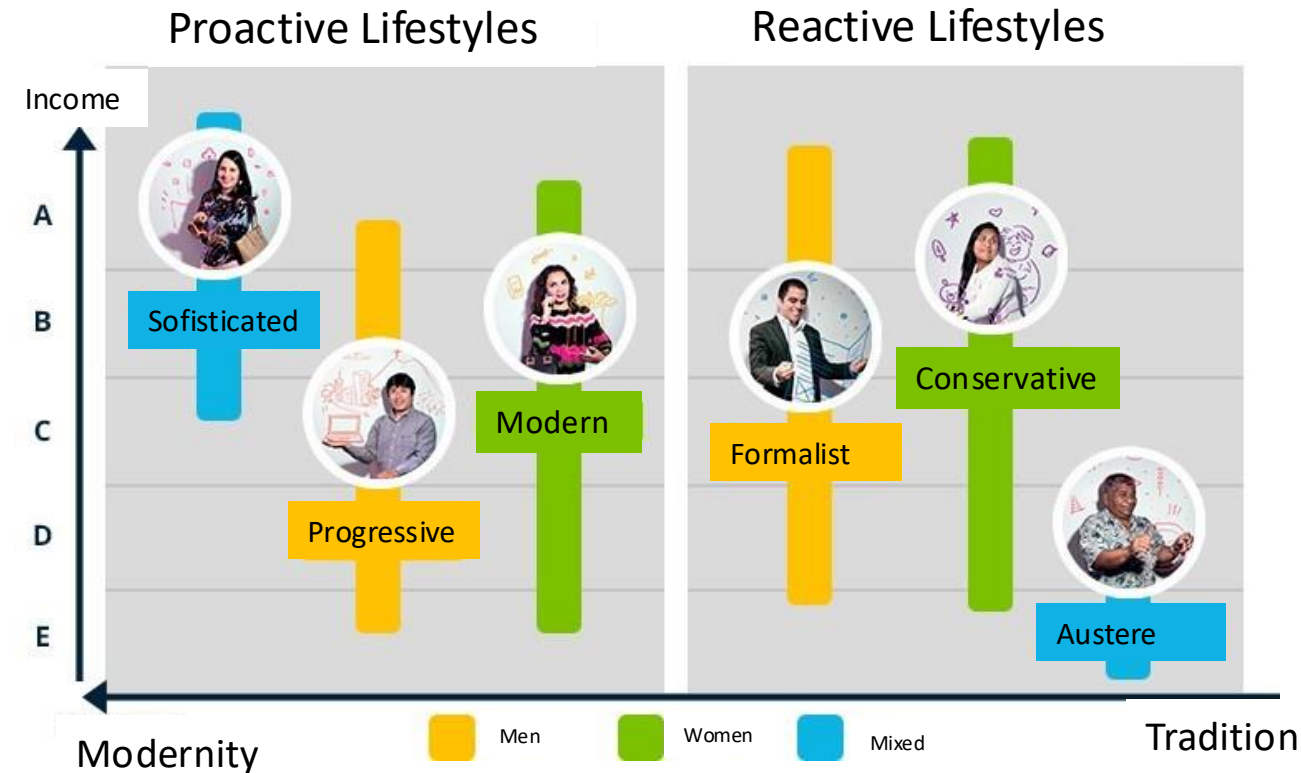 Proactive Lifestyles
Reactive Lifestyles
Income
A
B
C
D
E
Sofisticated
Progressive
Modern
Formalist
Conservative
Austere
Modernity
Men
Women
Mixed
Tradition